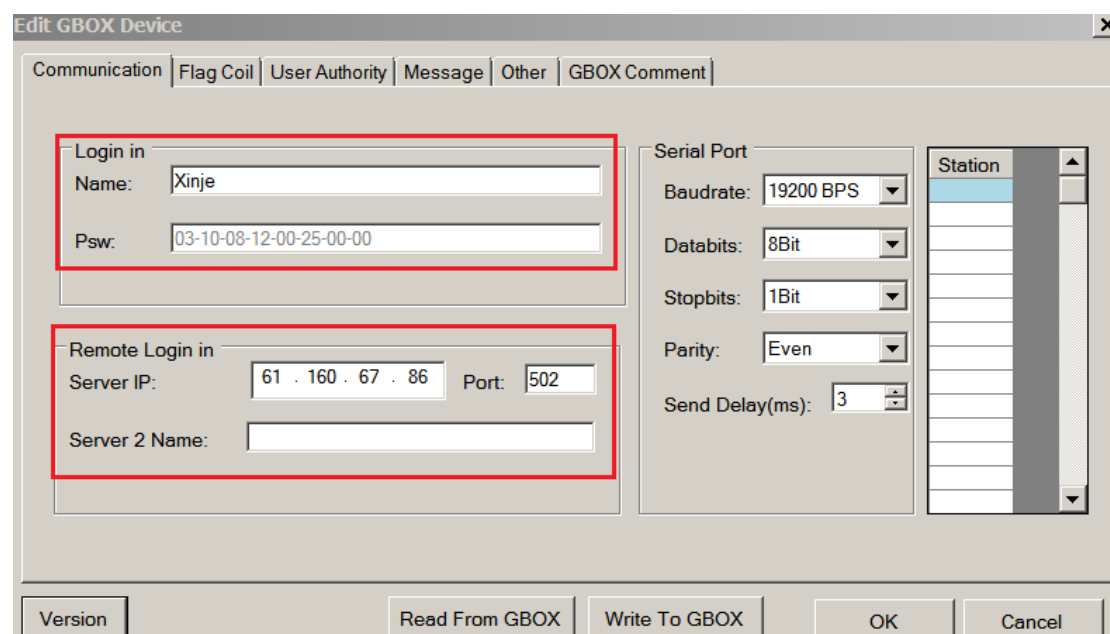 Edit GBOX Device
Communication Flag Coil User Authority Message Other GBOX Comment
Login in
Name: Xinje
Psw: 03-10-08-12-00-25-00-00
Remote Login in
Server IP: 61 . 160 . 67 . 86 Port: 502
Server 2 Name:
Serial Port
Baudrate: 19200 BPS
Databits: 8Bit
Stopbits: 1Bit
Parity: Even
Send Delay(ms): 3
Station
Version Read From GBOX Write To GBOX OK Cancel